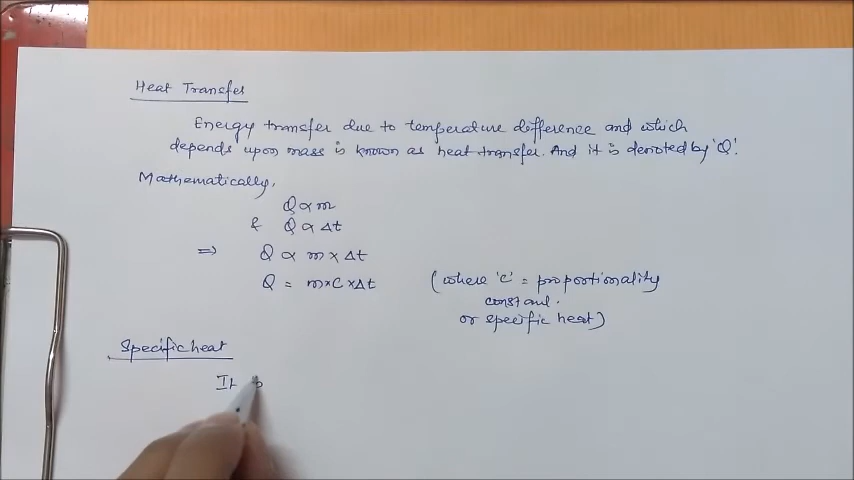 Heat Transfer
Energy transfer due to temperature difference and which
depends upon mass is known as heat transfer. And it is denoted by 'Q'.
Mathematically,
Q ∝ m
& Q ∝ Δt
⇒ Q ∝ m × Δt
Q = m×C×Δt (where 'C' = proportionality
constant.
or specific heat)
Specific heat
It is